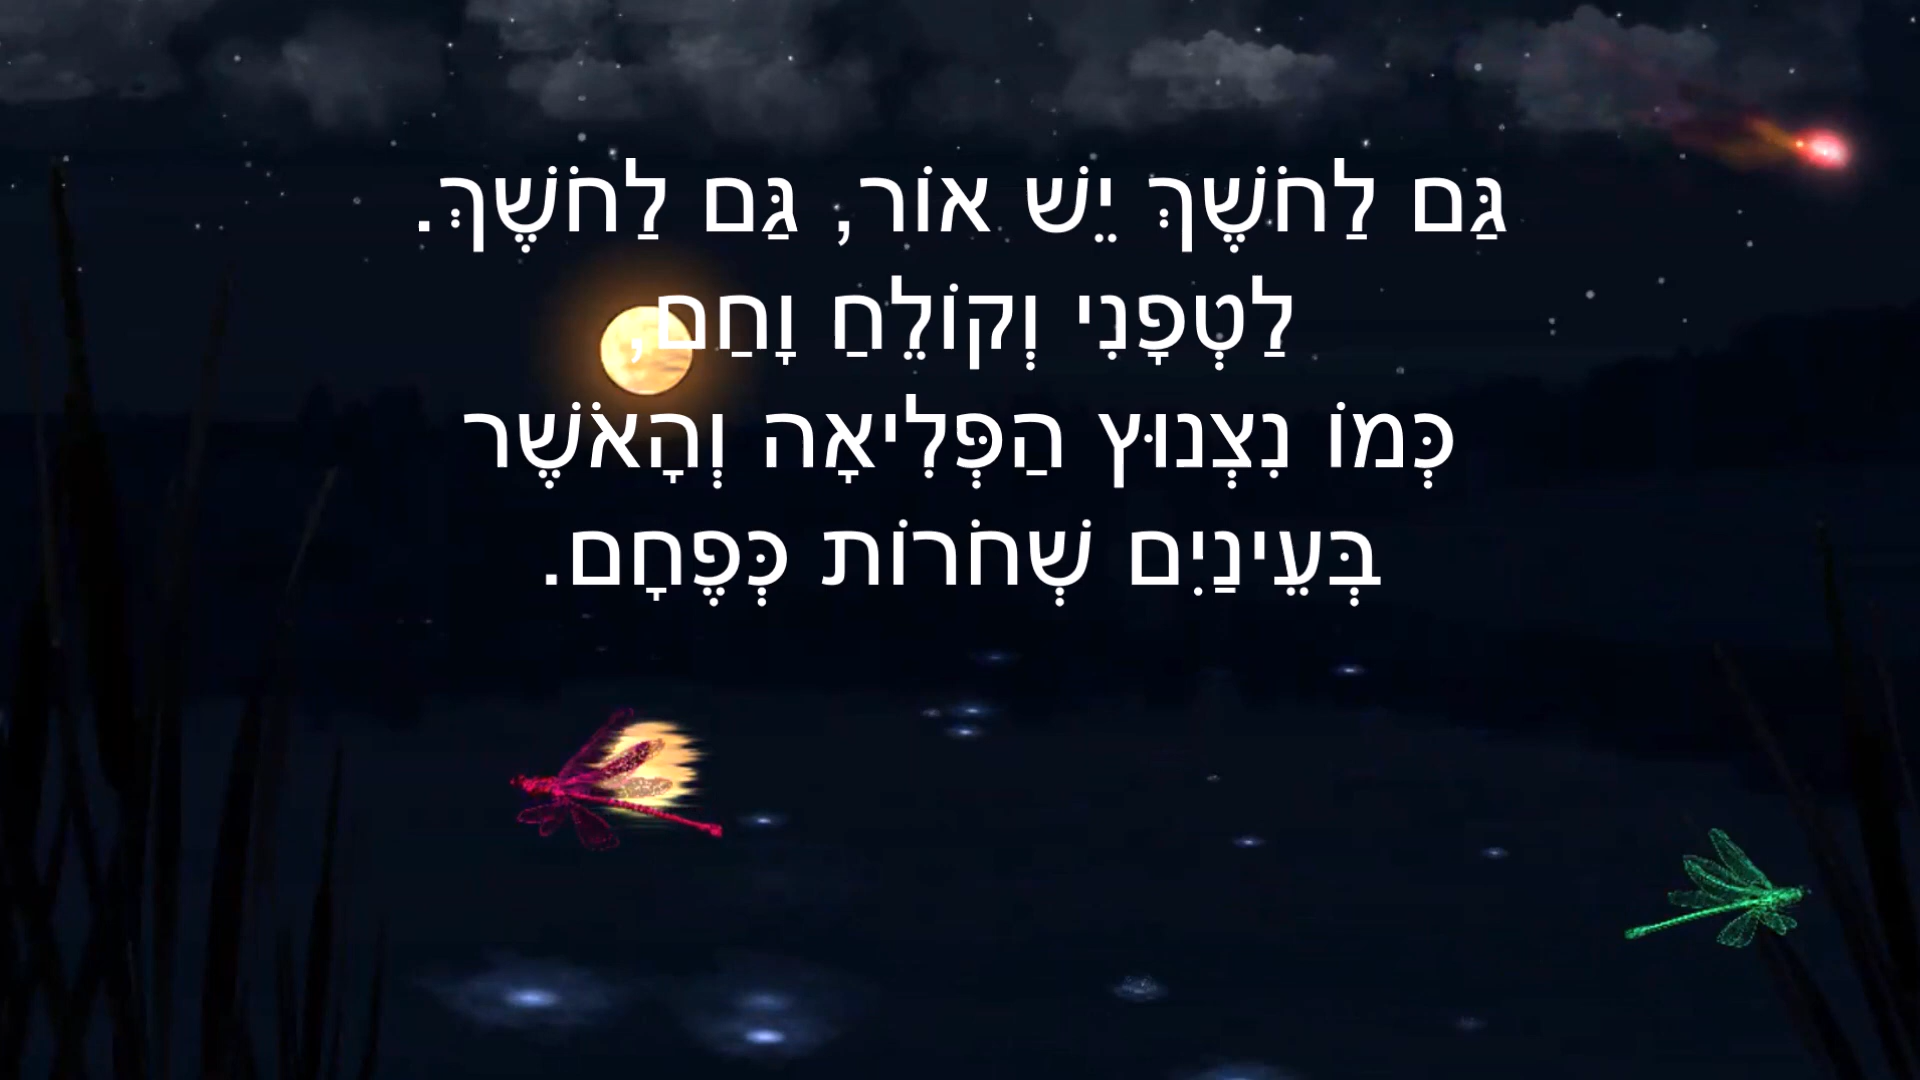 גַּם לַחֹשֶׁךְ יֵשׁ אוֹר, גַּם לַחֹשֶׁךְ.
לַטְפָנִי וְקוֹלֵחַ וָחַם,
כְּמוֹ נִצְנוּץ הַפְּלִיאָה וְהָאֹשֶׁר
בְּעֵינַיִם שְׁחֹרוֹת כְּפֶחָם.